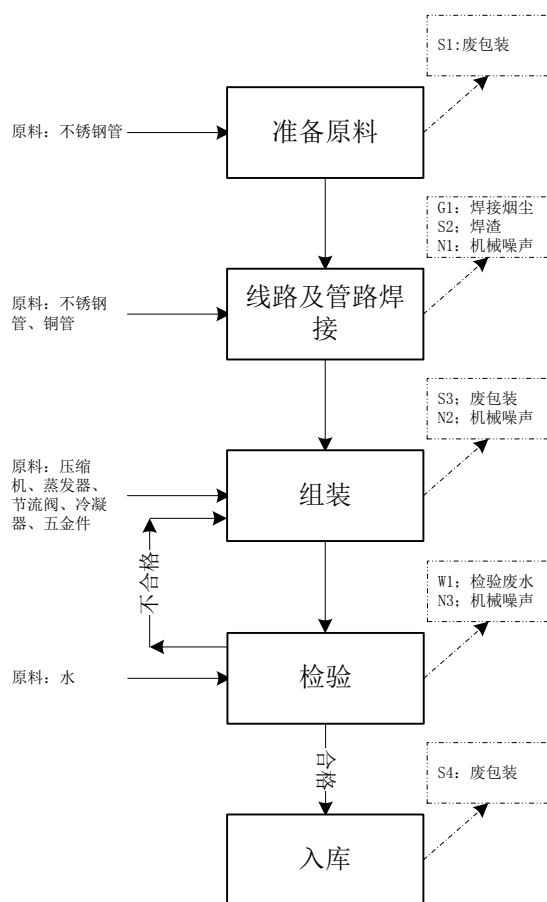 S1:废包装
准备原料
原料：不锈钢管
G1：焊接烟尘
S2；焊渣
N1：机械噪声
线路及管路焊
接
原料：不锈钢
管、铜管
S3；废包装
N2；机械噪声
原料：压缩
机、蒸发器、
节流阀、冷凝
器、五金件
组装
不合格
W1；检验废水
N3；机械噪声
检验
原料：水
合格
S4：废包装
入库